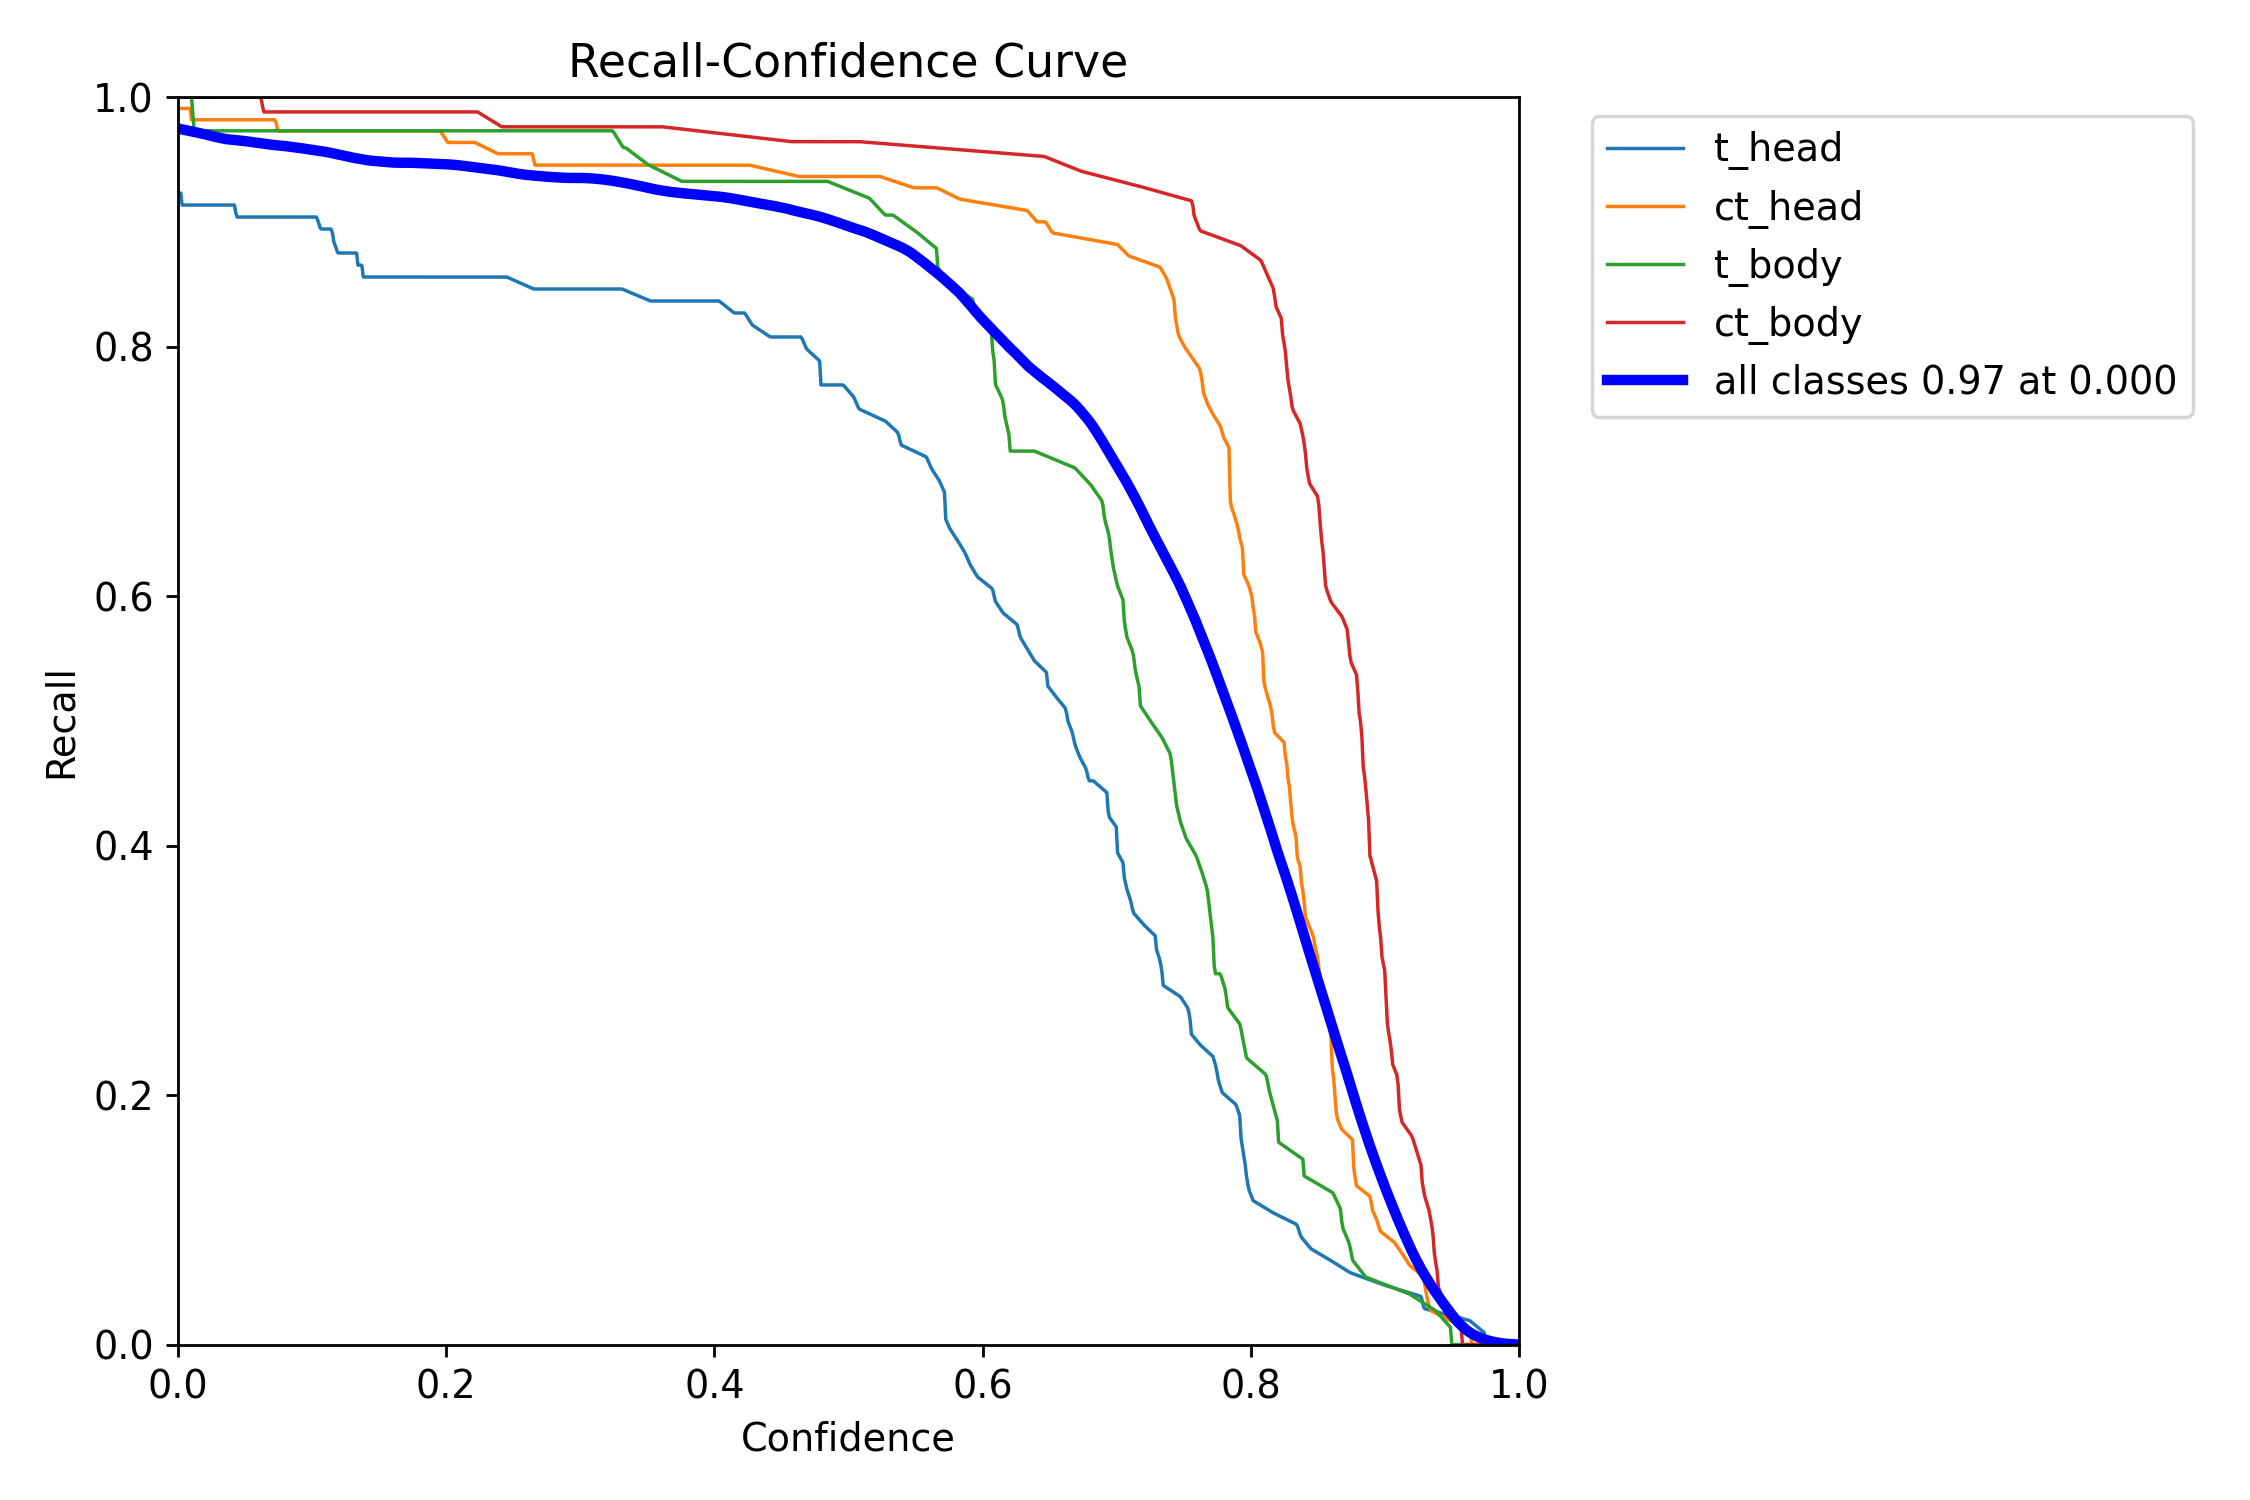 Recall-Confidence Curve
1.0
0.8
0.6
0.4
0.2
0.0
Recall
0.0 0.2 0.4 0.6 0.8 1.0
Confidence
t_head
ct_head
t_body
ct_body
all classes 0.97 at 0.000